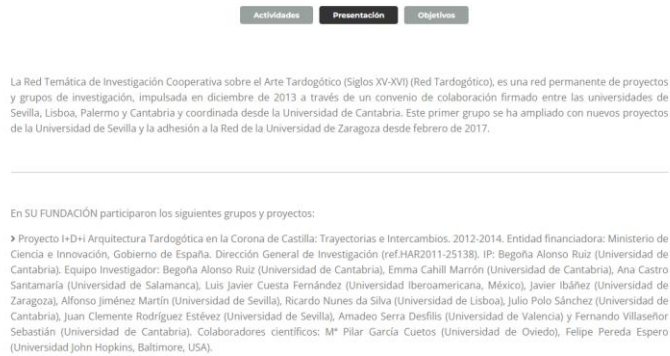 Actividades
Presentación
Objetivos
La Red Temática de Investigación Cooperativa sobre el Arte Tardogótico (Siglos XV-XVI) (Red Tardogótico), es una red permanente de proyectos
y grupos de investigación, impulsada en diciembre de 2013 a través de un convenio de colaboración firmado entre las universidades de
Sevilla, Lisboa, Palermo y Cantabria y coordinada desde la Universidad de Cantabria. Este primer grupo se ha ampliado con nuevos proyectos
de la Universidad de Sevilla y la adhesión a la Red de la Universidad de Zaragoza desde febrero de 2017.
En SU FUNDACIÓN participaron los siguientes grupos y proyectos:
> Proyecto I+D+i Arquitectura Tardogótica en la Corona de Castilla: Trayectorias e Intercambios. 2012-2014. Entidad financiadora: Ministerio de
Ciencia e Innovación, Gobierno de España. Dirección General de Investigación (ref.HAR2011-25138). IP: Begoña Alonso Ruiz (Universidad de
Cantabria). Equipo Investigador: Begoña Alonso Ruiz (Universidad de Cantabria), Emma Cahill Marrón (Universidad de Cantabria), Ana Castro
Santamaría (Universidad de Salamanca), Luis Javier Cuesta Fernández (Universidad Iberoamericana, México), Javier Ibáñez (Universidad de
Zaragoza), Alfonso Jiménez Martín (Universidad de Sevilla), Ricardo Nunes da Silva (Universidad de Lisboa), Julio Polo Sánchez (Universidad de
Cantabria), Juan Clemente Rodríguez Estévez (Universidad de Sevilla), Amadeo Serra Desfilis (Universidad de Valencia) y Fernando Villaseñor
Sebastián (Universidad de Cantabria). Colaboradores científicos: Mª Pilar García Cuetos (Universidad de Oviedo), Felipe Pereda Espero
(Universidad John Hopkins, Baltimore, USA).